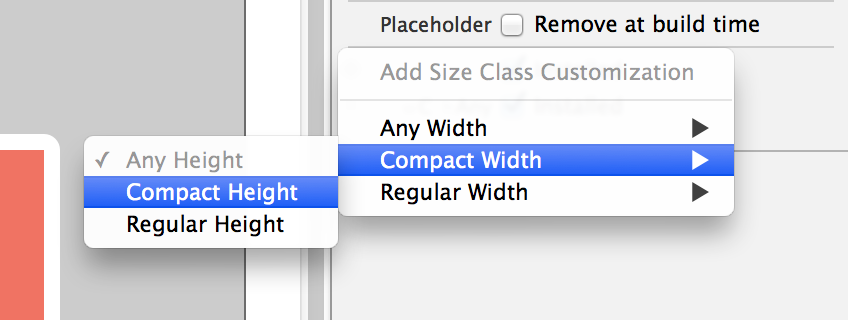 Placeholder Remove at build time
Add Size Class Customization
Any Width
Compact Width
Regular Width
✓ Any Height
Compact Height
Regular Height